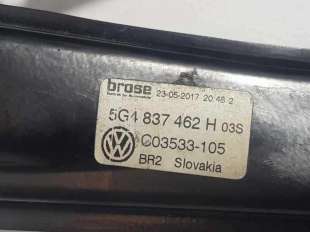 brose
23-05-2017 20:48 2
5G4 837 462 H 03S
C03533-105
BR2 Slovakia